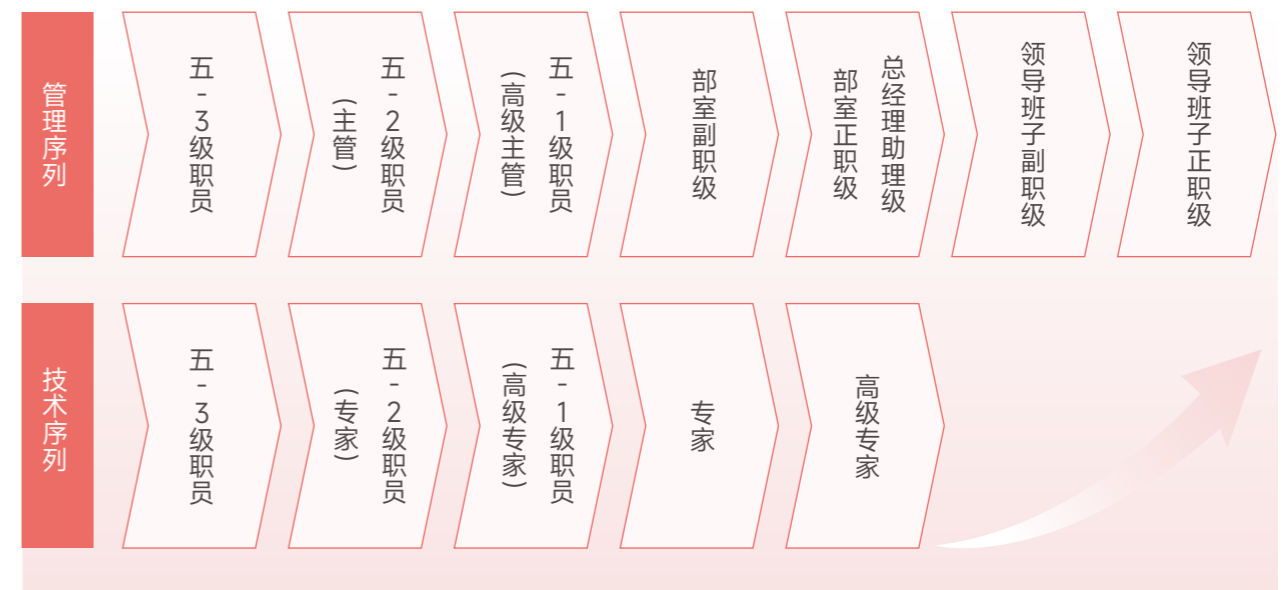 管理序列
五-3级职员
五-2级职员
(主管)
五-1级职员
(高级主管)
部室副职级
总经理助理级
部室正职级
领导班子副职级
领导班子正职级
技术序列
五-3级职员
五-2级职员
(专家)
五-1级职员
(高级专家)
专家
高级专家